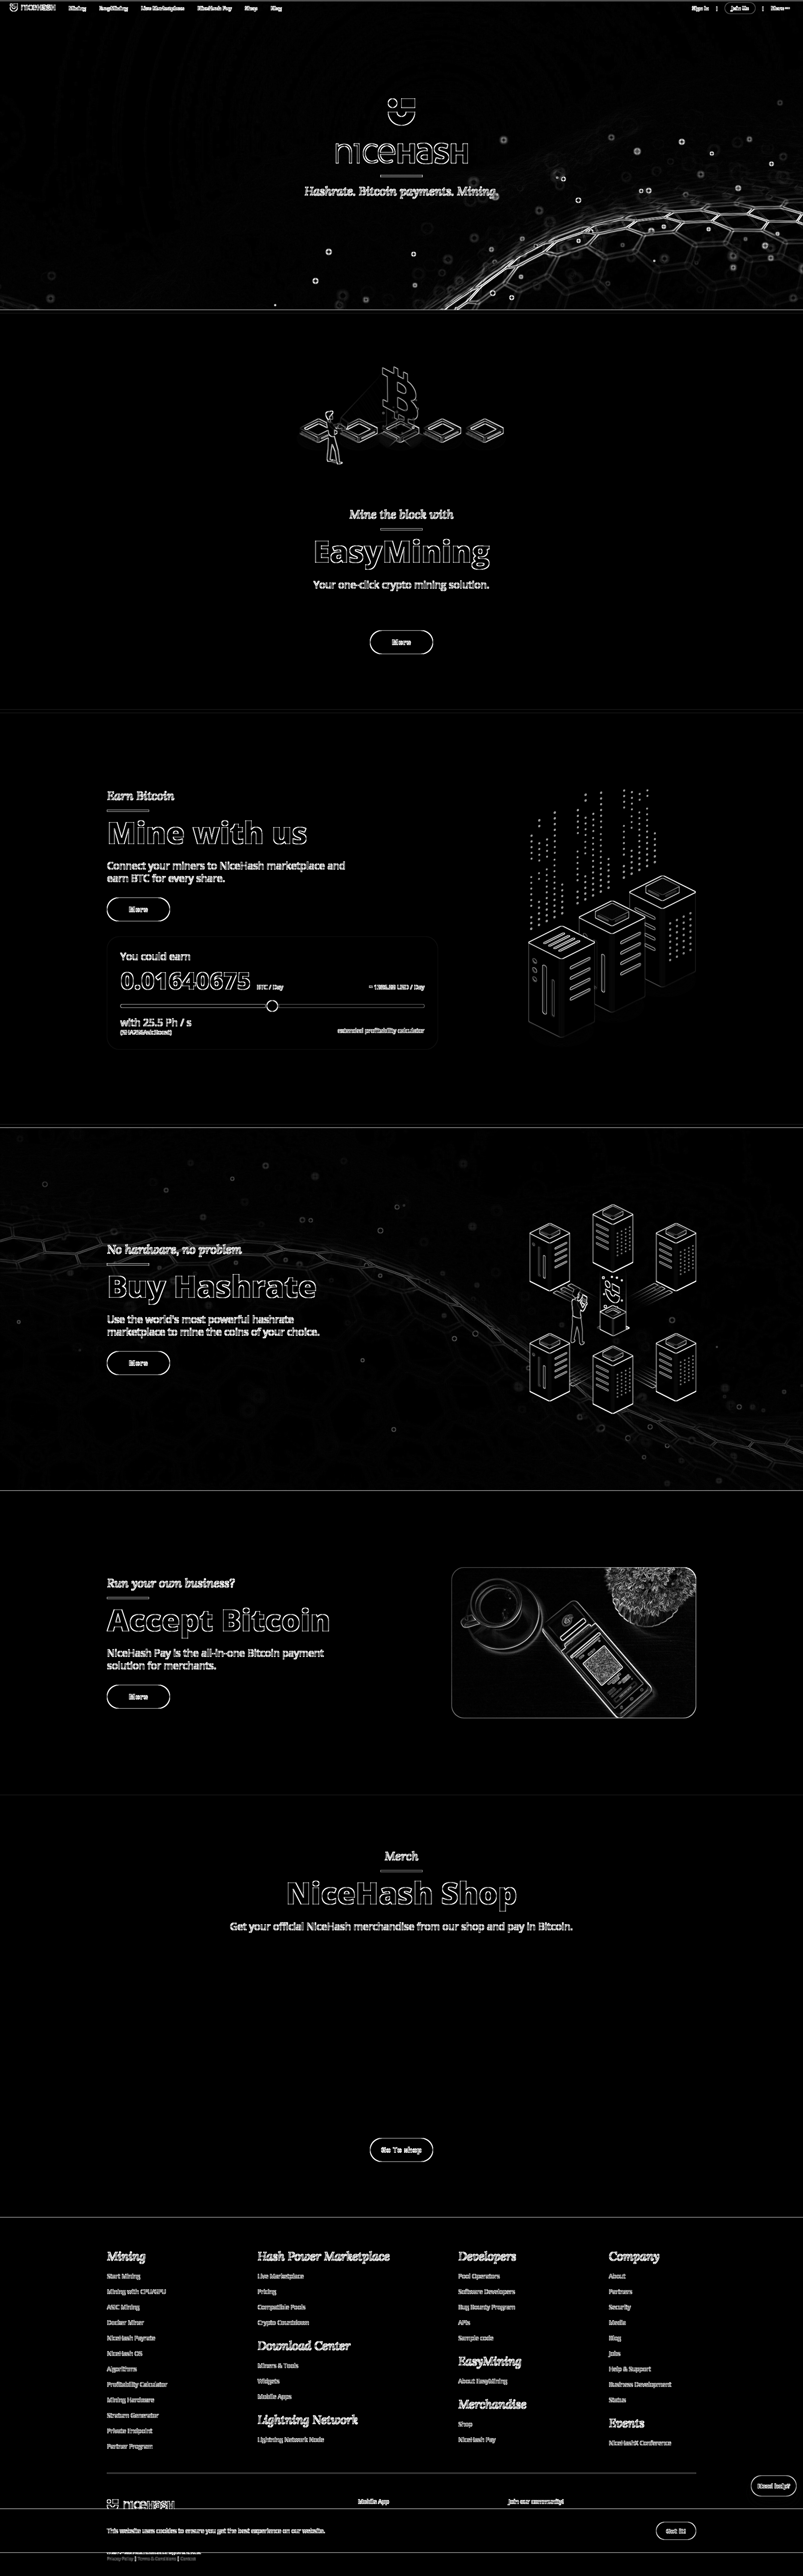 NICEHASH
Mining
EasyMining
Live Marketplace
NiceHash Pay
Shop
Blog
Sign In
Join Us
More
niceHasH
Hashrate. Bitcoin payments. Mining.
Mine the block with
EasyMining
Your one-click crypto mining solution.
More
Earn Bitcoin
Mine with us
Connect your miners to NiceHash marketplace and
earn BTC for every share.
More
You could earn
0.01640675 BTC / Day
USD / Day
with 25.5 Ph / s
(SHA256AsicBoost)
extended profitability calculator
No hardware, no problem
Buy Hashrate
Use the world's most powerful hashrate
marketplace to mine the coins of your choice.
More
Run your own business?
Accept Bitcoin
NiceHash Pay is the all-in-one Bitcoin payment
solution for merchants.
More
Merch
NiceHash Shop
Get your official NiceHash merchandise from our shop and pay in Bitcoin.
Go To shop
Mining
Start Mining
Mining with CPU/GPU
ASIC Mining
Docker Miner
NiceHash Payrate
NiceHash OS
Algorithms
Profitability Calculator
Mining Hardware
Stratum Generator
Private Endpoint
Partner Program
Hash Power Marketplace
Live Marketplace
Pricing
Compatible Pools
Crypto Countdown
Download Center
Miners & Tools
Widgets
Mobile Apps
Lightning Network
Lightning Network Node
Developers
Pool Operators
Software Developers
Bug Bounty Program
APIs
Sample code
EasyMining
About EasyMining
Merchandise
Shop
NiceHash Pay
Company
About
Partners
Security
Media
Blog
Jobs
Help & Support
Business Development
Status
Events
NiceHashX Conference
Need help?
niceHasH
Mobile App
Join our community!
This website uses cookies to ensure you get the best experience on our website.
Got it!
Privacy Policy | Terms & Conditions | Cookies